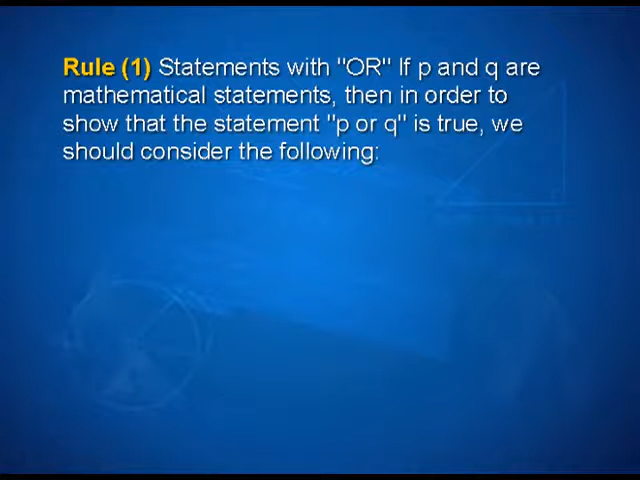 Rule (1) Statements with "OR" If p and q are
mathematical statements, then in order to
show that the statement "p or q" is true, we
should consider the following: